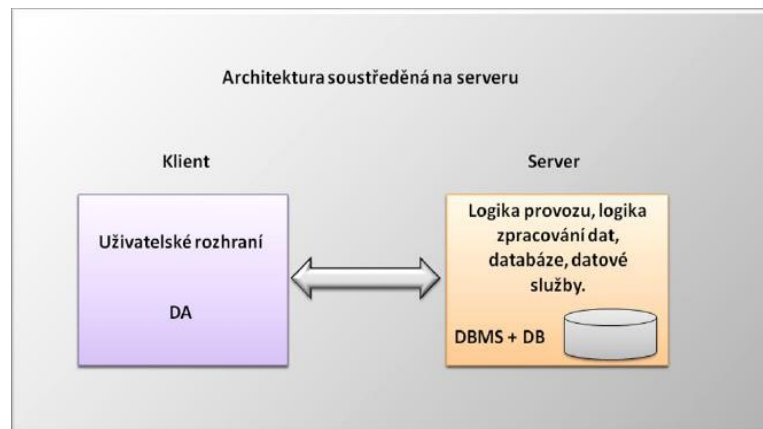 Architektura soustředěná na serveru
Klient
Server
Uživatelské rozhraní
DA
Logika provozu, logika
zpracování dat,
databáze, datové
služby.
DBMS + DB